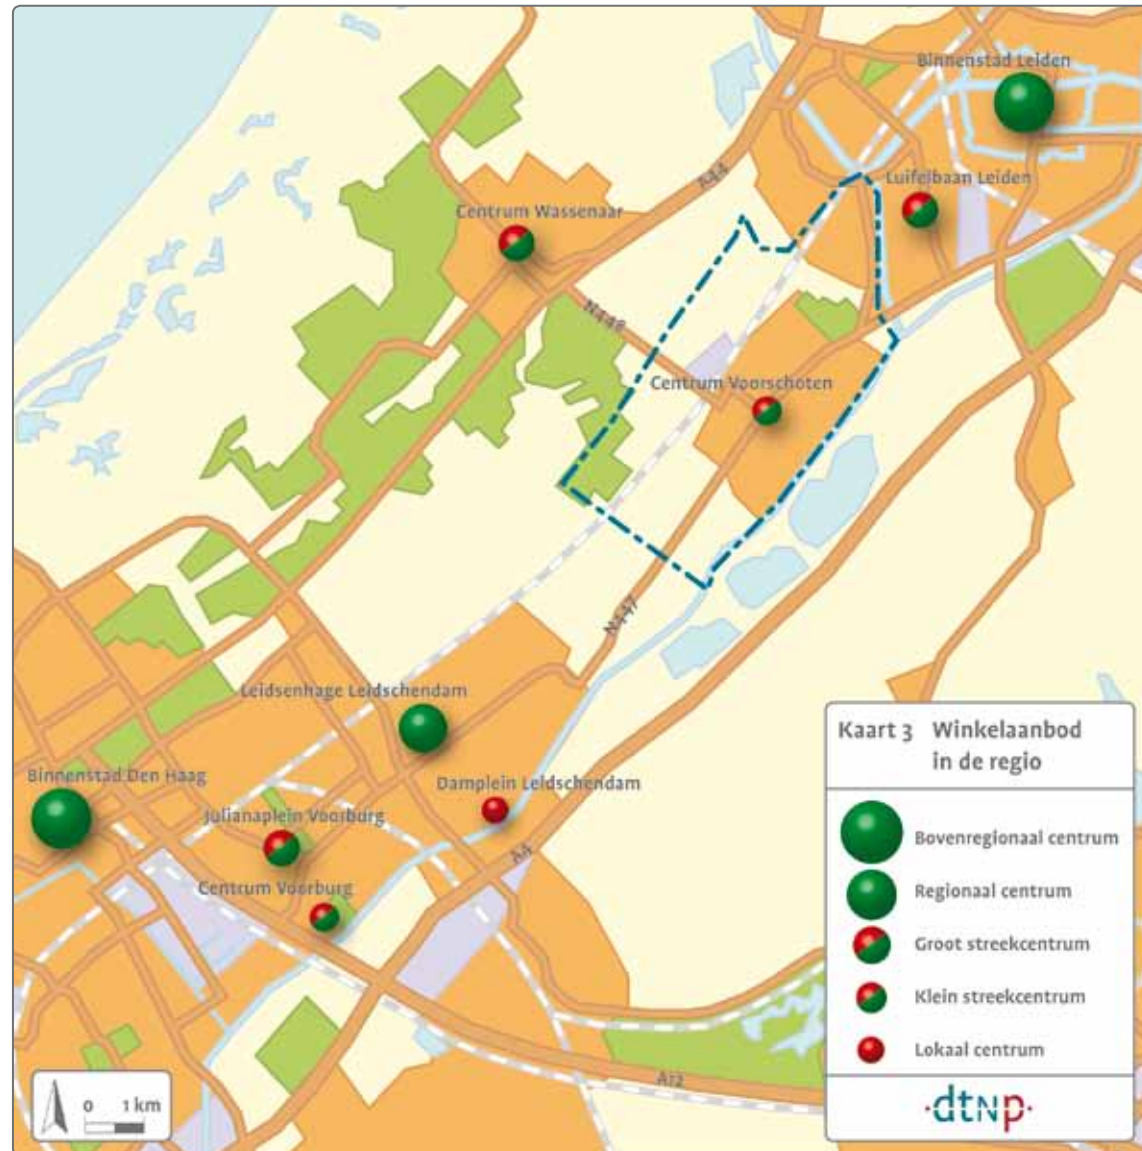 Binnenstad Leiden
A44
Luifelbaan Leiden
Centrum Wassenaar
N448
Centrum Voorschoten
N447
Leidsenhage Leidschendam
Binnenstad Den Haag
Damplein Leidschendam
Julianaplein Voorburg
A4
Centrum Voorburg
A12
Kaart 3 Winkelaanbod
in de regio
Bovenregionaal centrum
Regionaal centrum
Groot streekcentrum
Klein streekcentrum
Lokaal centrum
·dtnp·
0 1 km